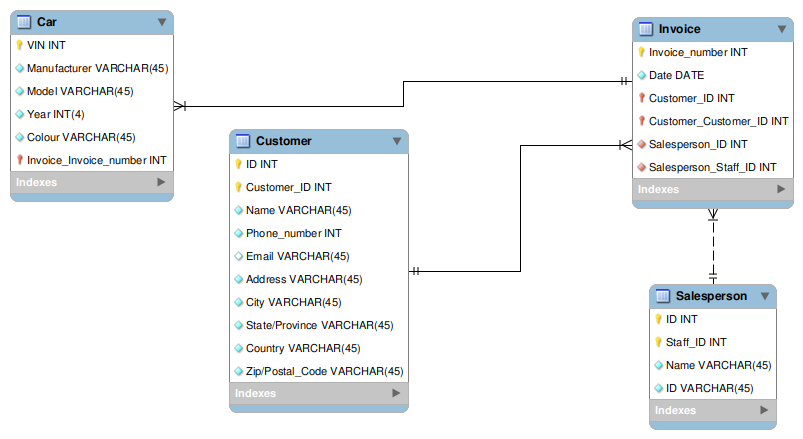 Car
VIN INT
Manufacturer VARCHAR(45)
Model VARCHAR(45)
Year INT(4)
Colour VARCHAR(45)
Invoice_Invoice_number INT
Indexes
Customer
ID INT
Customer_ID INT
Name VARCHAR(45)
Phone_number INT
Email VARCHAR(45)
Address VARCHAR(45)
City VARCHAR(45)
State/Province VARCHAR(45)
Country VARCHAR(45)
Zip/Postal_Code VARCHAR(45)
Indexes
Invoice
Invoice_number INT
Date DATE
Customer_ID INT
Customer_Customer_ID INT
Salesperson_ID INT
Salesperson_Staff_ID INT
Indexes
Salesperson
ID INT
Staff_ID INT
Name VARCHAR(45)
ID VARCHAR(45)
Indexes